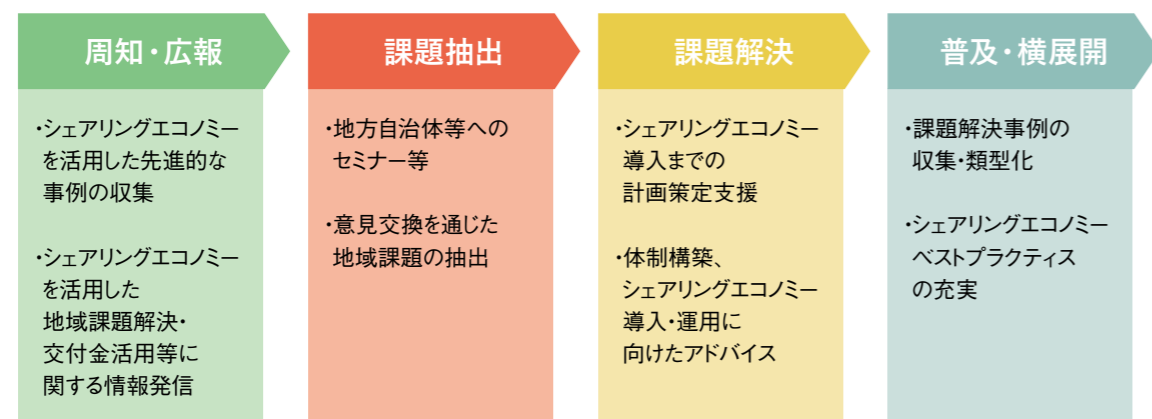 周知・広報
・シェアリングエコノミー
を活用した先進的な
事例の収集
・シェアリングエコノミー
を活用した
地域課題解決・
交付金活用等に
関する情報発信
課題抽出
・地方自治体等への
セミナー等
・意見交換を通じた
地域課題の抽出
課題解決
・シェアリングエコノミー
導入までの
計画策定支援
・体制構築、
シェアリングエコノミー
導入・運用に
向けたアドバイス
普及・横展開
・課題解決事例の
収集・類型化
・シェアリングエコノミー
ベストプラクティス
の充実